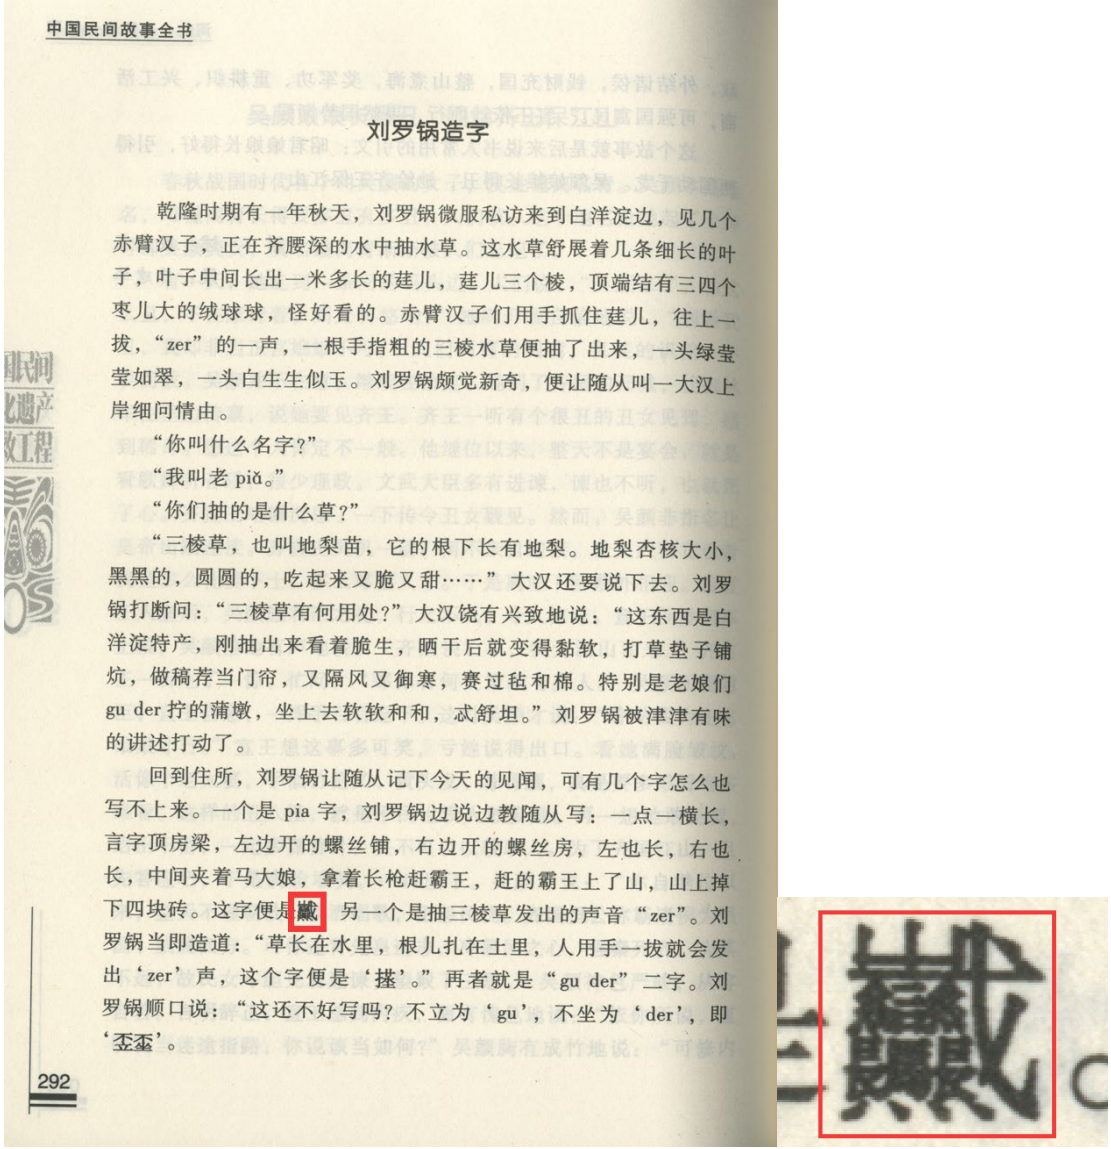 中国民间故事全书
刘罗锅造字
乾隆时期有一年秋天，刘罗锅微服私访来到白洋淀边，见几个
赤臂汉子，正在齐腰深的水中抽水草。这水草舒展着几条细长的叶
子，叶子中间长出一米多长的莛儿，莛儿三个棱，顶端结有三四个
枣儿大的绒球球，怪好看的。赤臂汉子们用手抓住莛儿，往上一
拔，“zer”的一声，一根手指粗的三棱水草便抽了出来，一头绿莹
莹如翠，一头白生生似玉。刘罗锅颇觉新奇，便让随从叫一大汉上
岸细问情由。
“你叫什么名字？”
“我叫老 piǎ。”
“你们抽的是什么草？”
“三棱草，也叫地梨苗，它的根下长有地梨。地梨杏核大小，
黑黑的，圆圆的，吃起来又脆又甜……”大汉还要说下去。刘罗
锅打断问：“三棱草有何用处？”大汉饶有兴致地说：“这东西是白
洋淀特产，刚抽出来看着脆生，晒干后就变得黏软，打草垫子铺
炕，做稿荐当门帘，又隔风又御寒，赛过毡和棉。特别是老娘们
gu der 拧的蒲墩，坐上去软软和和，忒舒坦。”刘罗锅被津津有味
的讲述打动了。
回到住所，刘罗锅让随从记下今天的见闻，可有几个字怎么也
写不上来。一个是 pia 字，刘罗锅边说边教随从写：一点一横长，
言字顶房梁，左边开的螺丝铺，右边开的螺丝房，左也长，右也
长，中间夹着马大娘，拿着长枪赶霸王，赶的霸王上了山，山上掉
下四块砖。这字便是 。另一个是抽三棱草发出的声音“zer”。刘
罗锅当即造道：“草长在水里，根儿扎在土里，人用手一拔就会发
出‘zer’声，这个字便是‘ ’”。再者就是“gu der”二字。刘
罗锅顺口说：“这还不好写吗？不立为‘gu’，不坐为‘der’，即
‘ ’。
国民间
化遗产
救工程
292